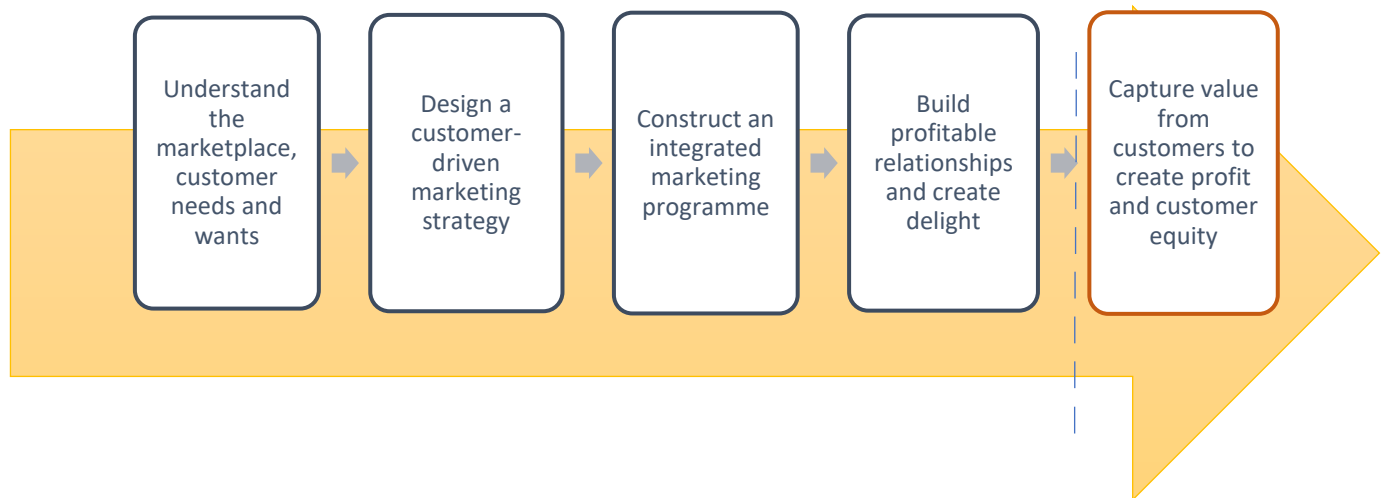 Understand
the
marketplace,
customer
needs and
wants
Design a
customer-
driven
marketing
strategy
Construct an
integrated
marketing
programme
Build
profitable
relationships
and create
delight
Capture value
from
customers to
create profit
and customer
equity